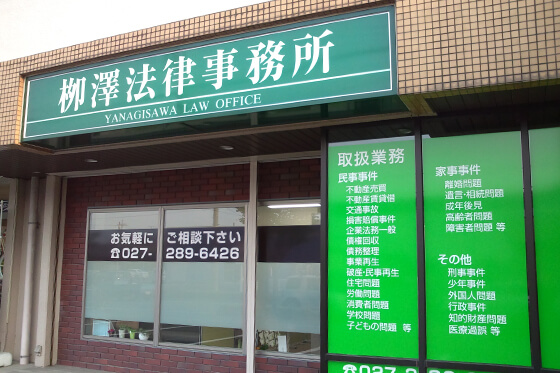 栁澤法律事務所
YANAGISAWA LAW OFFICE
お気軽に ご相談下さい
☎027-289-6426
取扱業務
民事事件
不動産売買
不動産賃貸借
交通事故
損害賠償事件
企業法務一般
債権回収
債務整理
事業再生
破産・民事再生
住宅問題
労働問題
消費者問題
学校問題
子どもの問題 等
家事事件
離婚問題
遺言・相続問題
成年後見
高齢者問題
障害者問題 等
その他
刑事事件
少年事件
外国人問題
行政事件
知的財産問題
医療過誤 等
☎027-289-